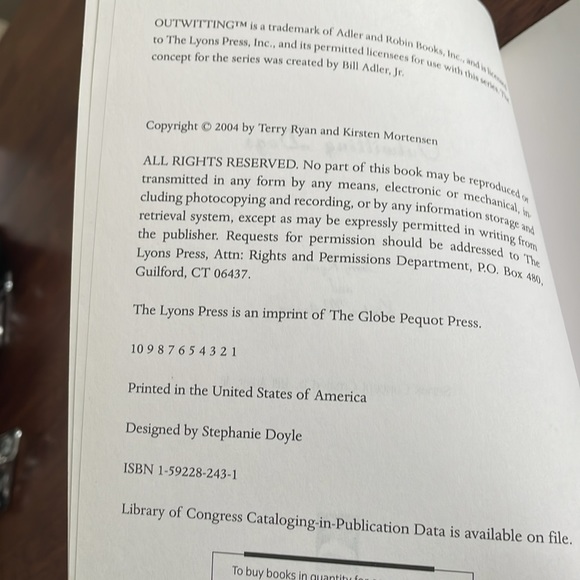 OUTWITTING™ is a trademark of Adler and Robin Books, Inc., and is licensed
to The Lyons Press, Inc., and its permitted licensees for use with this series. The
concept for the series was created by Bill Adler, Jr.
Copyright © 2004 by Terry Ryan and Kirsten Mortensen
ALL RIGHTS RESERVED. No part of this book may be reproduced or
transmitted in any form by any means, electronic or mechanical, in-
cluding photocopying and recording, or by any information storage and
retrieval system, except as may be expressly permitted in writing from
the publisher. Requests for permission should be addressed to The
Lyons Press, Attn: Rights and Permissions Department, P.O. Box 480,
Guilford, CT 06437.
The Lyons Press is an imprint of The Globe Pequot Press.
10 9 8 7 6 5 4 3 2 1
Printed in the United States of America
Designed by Stephanie Doyle
ISBN 1-59228-243-1
Library of Congress Cataloging-in-Publication Data is available on file.
To buy books in quantity